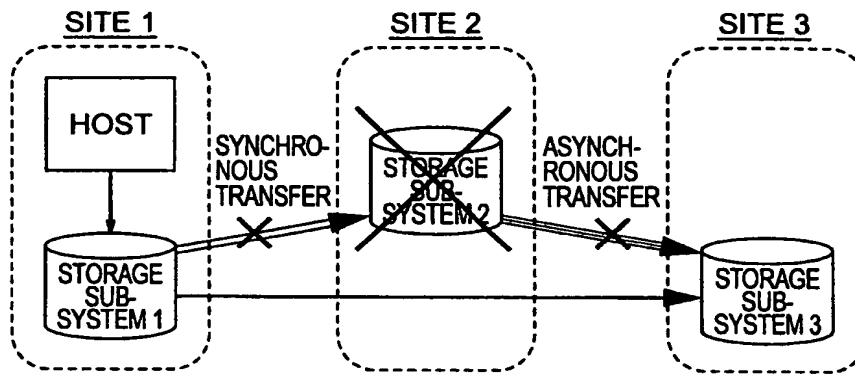 SITE 1
SITE 2
SITE 3
HOST
SYNCHRO-
NOUS
TRANSFER
STORAGE
SUB-
SYSTEM 2
ASYNCH-
RONOUS
TRANSFER
STORAGE
SUB-
SYSTEM 1
STORAGE
SUB-
SYSTEM 3